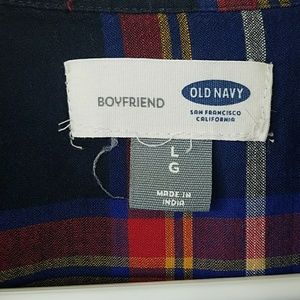 BOYFRIEND
OLD NAVY
SAN FRANCISCO
CALIFORNIA
L
G
MADE IN
INDIA